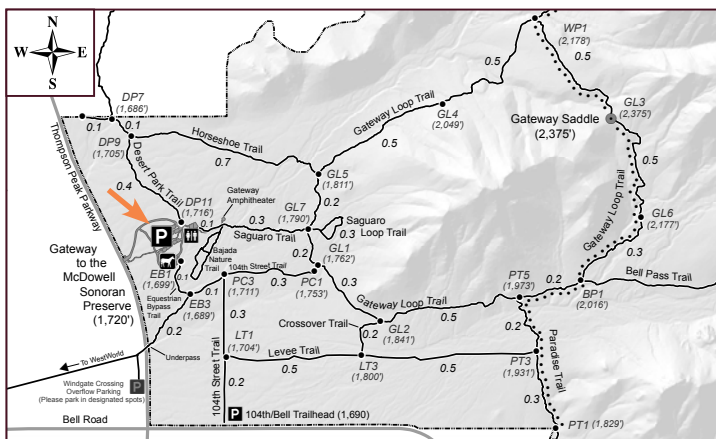 N
W E
S
WP1
(2,178')
0.5
0.5
DP7
(1,686')
GL3
(2,375')
Gateway Saddle
(2,375')
GL4
(2,049')
Gateway Loop Trail
0.1
0.1
DP9
(1,705')
Horseshoe Trail
0.7
0.5
0.5
Thompson Peak Parkway
Desert Park Trail
0.4
GL5
(1,811')
DP11
(1,716')
Gateway
Amphitheater
0.2
GL7
(1,790')
Gateway Loop Trail
GL6
(2,177')
P
0.1
0.3
Saguaro Trail
Saguaro
Loop Trail
0.3
0.3
Gateway
to the
McDowell
Sonoran
Preserve
(1,720')
Bajada
Nature
Trail
0.2
GL1
(1,762')
EB1
(1,699')
0.1
104th Street Trail
PC3
(1,711')
0.3
PC1
(1,753')
PT5
(1,973')
0.2
Bell Pass Trail
BP1
(2,016')
Equestrian
Bypass
Trail
EB3
(1,689')
0.1
0.2
Gateway Loop Trail
0.5
0.2
0.2
0.3
Crossover Trail
GL2
(1,841')
0.2
LT1
(1,704')
Levee Trail
PT3
(1,931')
Paradise Trail
To WestWorld
Underpass
0.5
LT3
(1,800')
0.5
Windgate Crossing
Overflow Parking
(Please park in designated spots)
P
104th Street Trail
0.2
0.3
P 104th/Bell Trailhead (1,690)
Bell Road
PT1 (1,829')